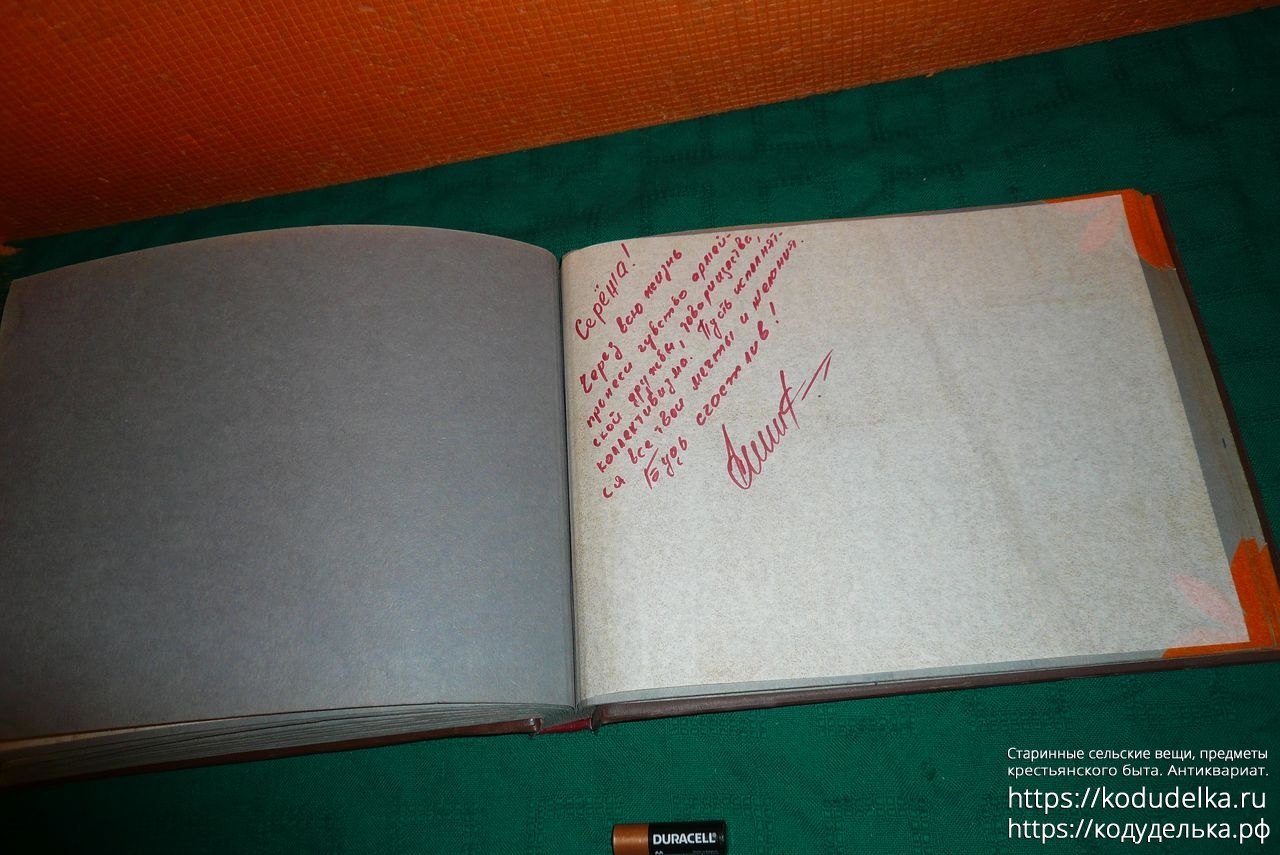 Серёжа!
Через всю жизнь
пронеси чувство армей-
ской дружбы, товарищества,
коллективизма. Пусть исполнят-
ся все твои мечты и желания.
Будь счастлив!
DURACELL
AA
Старинные сельские вещи, предметы
крестьянского быта. Антиквариат.
https://kodudelka.ru
https://кодуделька.рф